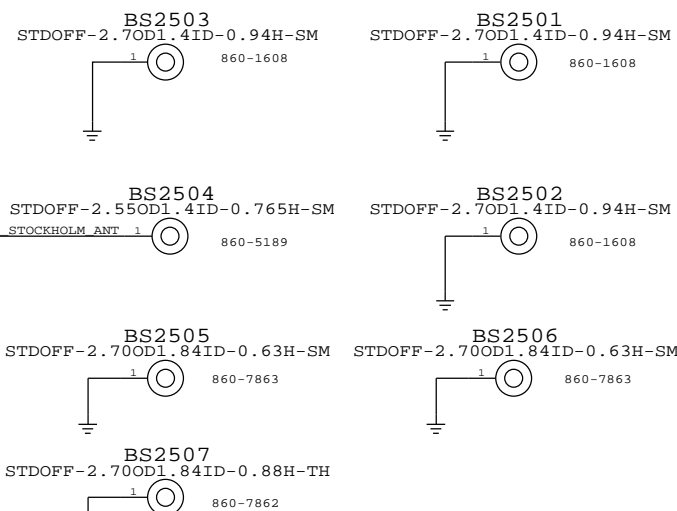 BS2503
STDOFF-2.7OD1.4ID-0.94H-SM
1
860-1608
BS2501
STDOFF-2.7OD1.4ID-0.94H-SM
1
860-1608
BS2504
STDOFF-2.55OD1.4ID-0.765H-SM
STOCKHOLM_ANT 1
860-5189
BS2502
STDOFF-2.7OD1.4ID-0.94H-SM
1
860-1608
BS2505
STDOFF-2.70OD1.84ID-0.63H-SM
1
860-7863
BS2506
STDOFF-2.70OD1.84ID-0.63H-SM
1
860-7863
BS2507
STDOFF-2.70OD1.84ID-0.88H-TH
1
860-7862